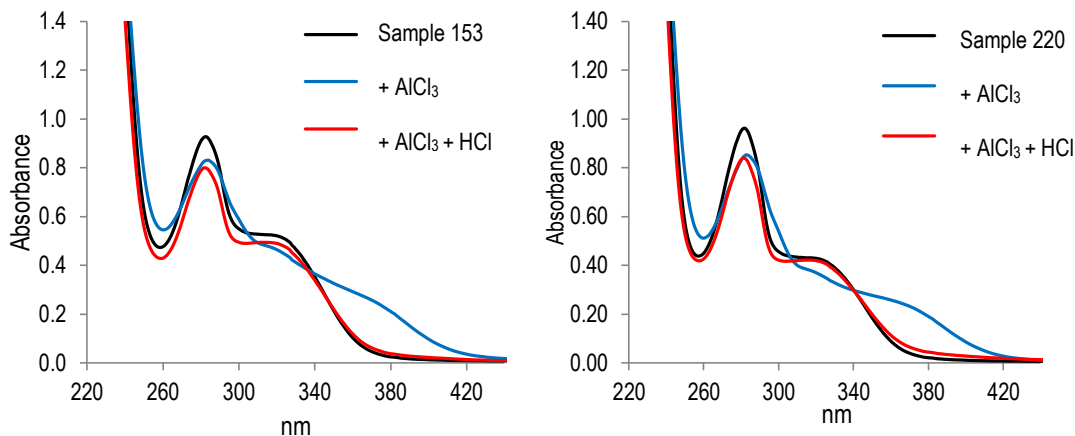 1.4
1.2
1.0
0.8
0.6
0.4
0.2
0.0
Absorbance
220 260 300 340 380 420
nm
Sample 153
+ AlCl₃
+ AlCl₃ + HCl
1.40
1.20
1.00
0.80
0.60
0.40
0.20
0.00
Absorbance
220 260 300 340 380 420
nm
Sample 220
+ AlCl₃
+ AlCl₃ + HCl